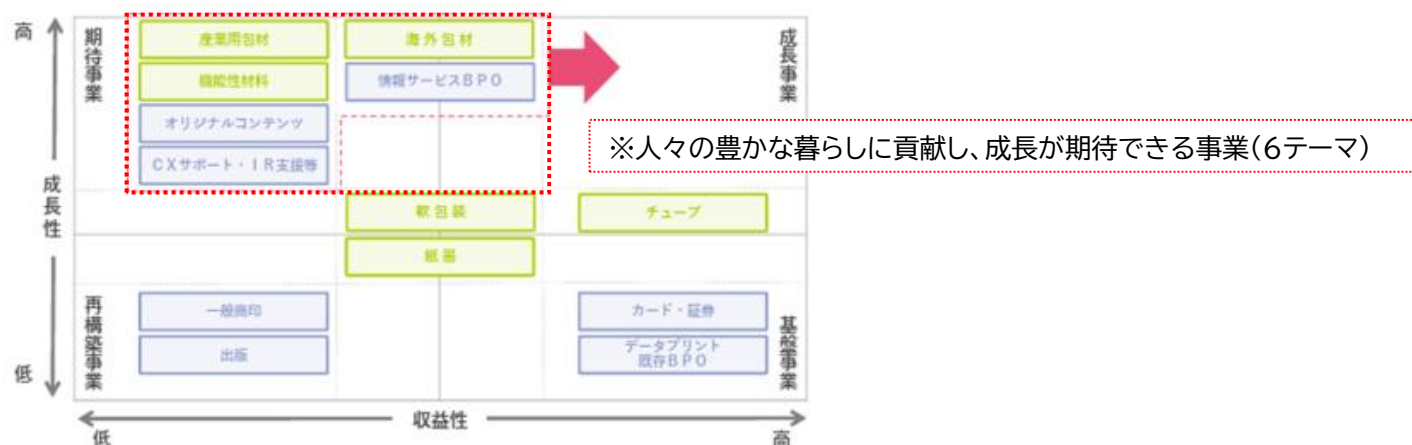 高
期待事業
産業用包材
海外包材
成長事業
機能性材料
情報サービスBPO
オリジナルコンテンツ
※人々の豊かな暮らしに貢献し、成長が期待できる事業(6テーマ)
CXサポート・IR支援等
成長性
軟包装
チューブ
紙器
再構築事業
一般商印
カード・証券
基盤事業
出版
データプリント
既存BPO
低
収益性
低
高